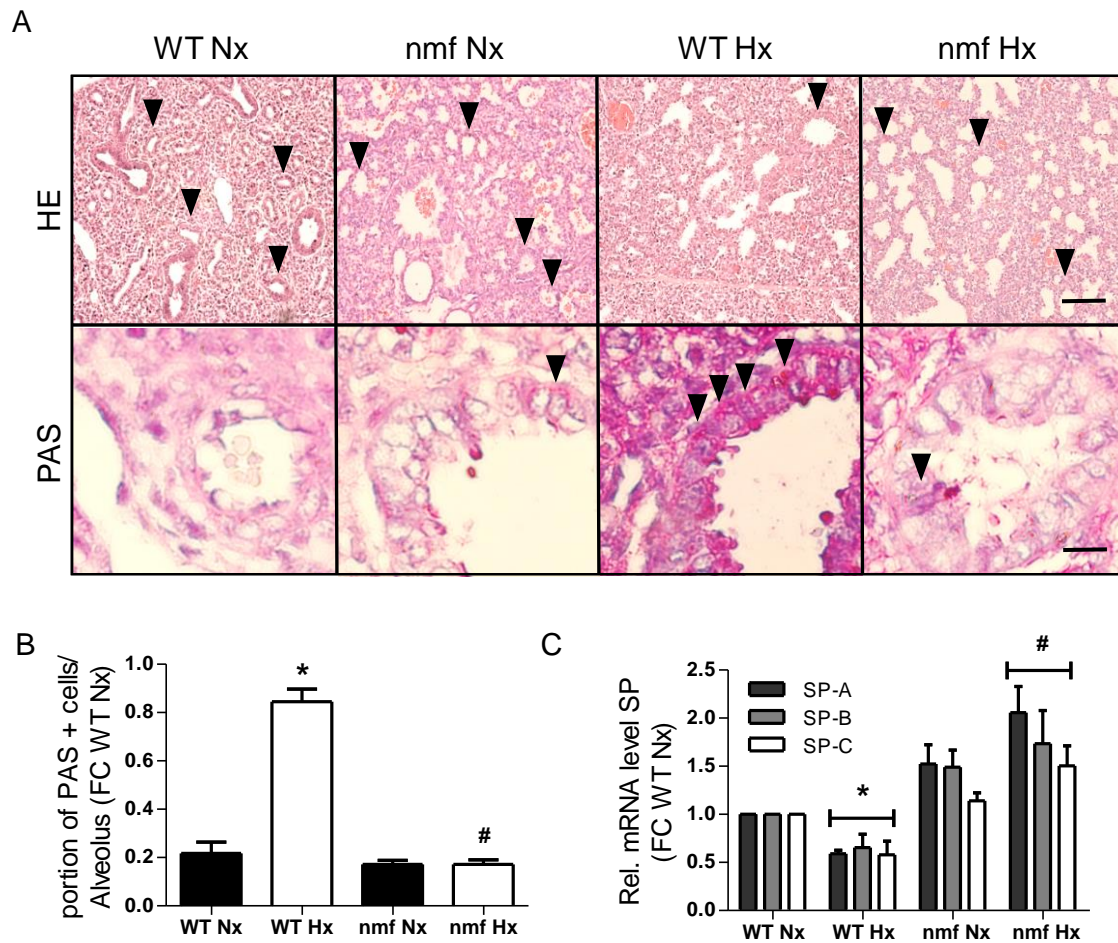 A
WT Nx nmf Nx WT Hx nmf Hx
HE
PAS
B
portion of PAS + cells/
Alveolus (FC WT Nx)
1.0
0.8
0.6
0.4
0.2
0.0
*
#
WT Nx WT Hx nmf Nx nmf Hx
C
Rel. mRNA level SP
(FC WT Nx)
2.5
2.0
1.5
1.0
0.5
0.0
SP-A
SP-B
SP-C
*
#
WT Nx WT Hx nmf Nx nmf Hx